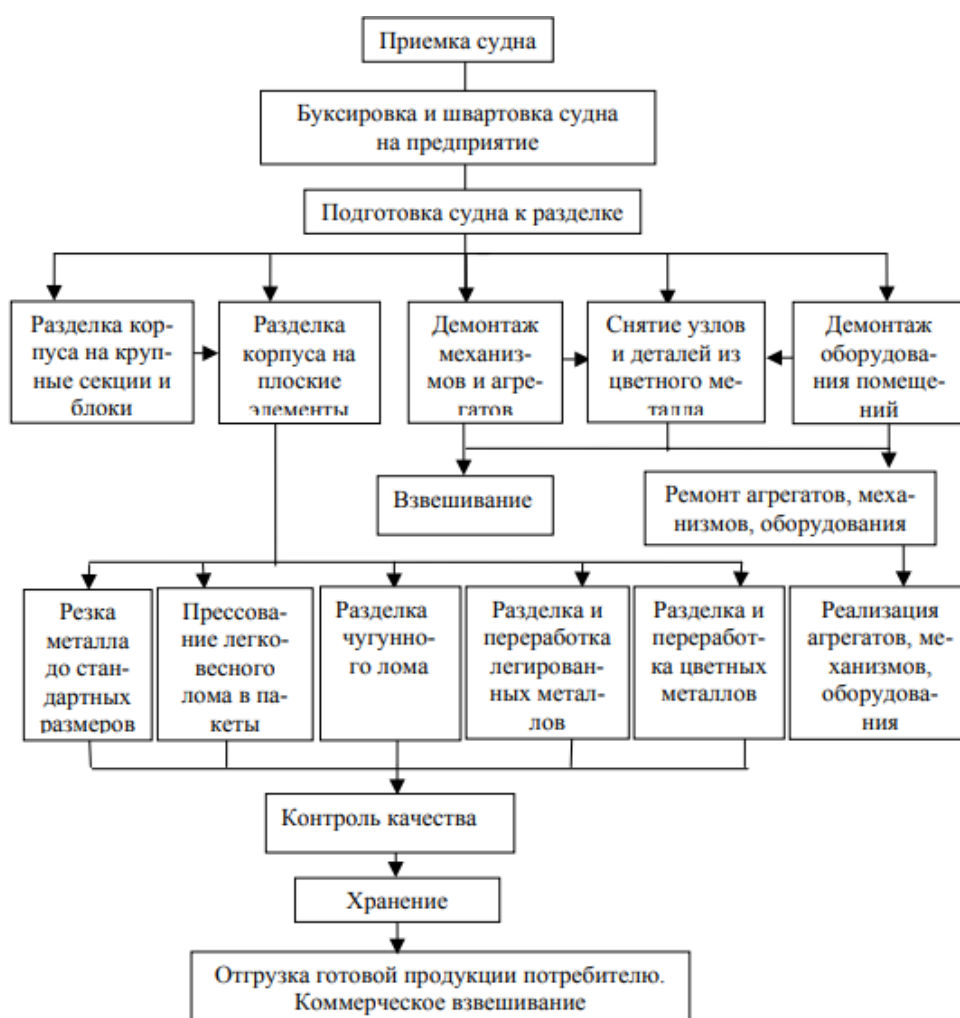 Приемка судна
Буксировка и швартовка судна
на предприятие
Подготовка судна к разделке
Разделка кор-
пуса на круп-
ные секции и
блоки
Разделка
корпуса на
плоские
элементы
Демонтаж
механиз-
мов и агре-
гатов
Снятие узлов
и деталей из
цветного ме-
талла
Демонтаж
оборудова-
ния помеще-
ний
Взвешивание
Ремонт агрегатов, меха-
низмов, оборудования
Резка
металла
до стан-
дартных
размеров
Прессова-
ние легко-
весного
лома в па-
кеты
Разделка
чугунно-
го лома
Разделка и
переработка
легирован-
ных метал-
лов
Разделка и
переработ-
ка цветных
металлов
Реализация
агрегатов, ме-
ханизмов,
оборудова-
ния
Контроль качества
Хранение
Отгрузка готовой продукции потребителю.
Коммерческое взвешивание